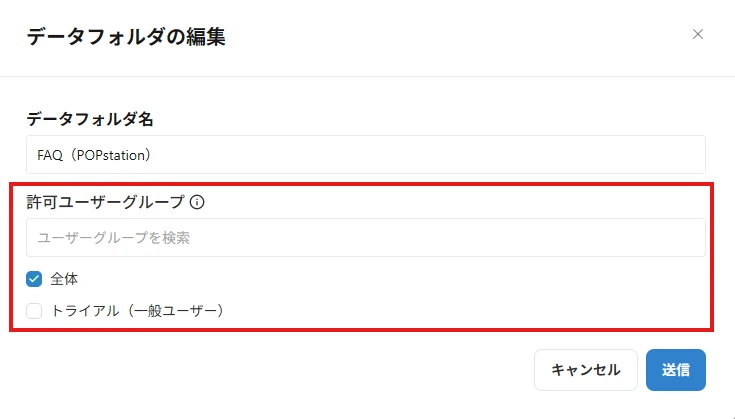 データフォルダの編集
データフォルダ名
FAQ（POPstation）
許可ユーザーグループ
ユーザーグループを検索
全体
トライアル（一般ユーザー）
キャンセル
送信